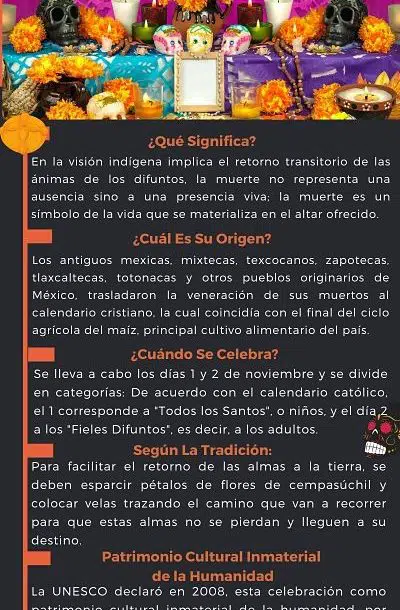 ¿Qué Significa?
En la visión indígena implica el retorno transitorio de las
ánimas de los difuntos, la muerte no representa una
ausencia sino a una presencia viva; la muerte es un
símbolo de la vida que se materializa en el altar ofrecido.
¿Cuál Es Su Origen?
Los antiguos mexicas, mixtecas, texcocanos, zapotecas,
tlaxcaltecas, totonacas y otros pueblos originarios de
México, trasladaron la veneración de sus muertos al
calendario cristiano, la cual coincidía con el final del ciclo
agrícola del maíz, principal cultivo alimentario del país.
¿Cuándo Se Celebra?
Se lleva a cabo los días 1 y 2 de noviembre y se divide
en categorías: De acuerdo con el calendario católico,
el 1 corresponde a "Todos los Santos", o niños, y el día 2
a los "Fieles Difuntos", es decir, a los adultos.
Según La Tradición:
Para facilitar el retorno de las almas a la tierra, se
deben esparcir pétalos de flores de cempasúchil y
colocar velas trazando el camino que van a recorrer
para que estas almas no se pierdan y lleguen a su
destino.
Patrimonio Cultural Inmaterial
de la Humanidad
La UNESCO declaró en 2008, esta celebración como
patrimonio cultural inmaterial de la humanidad, por